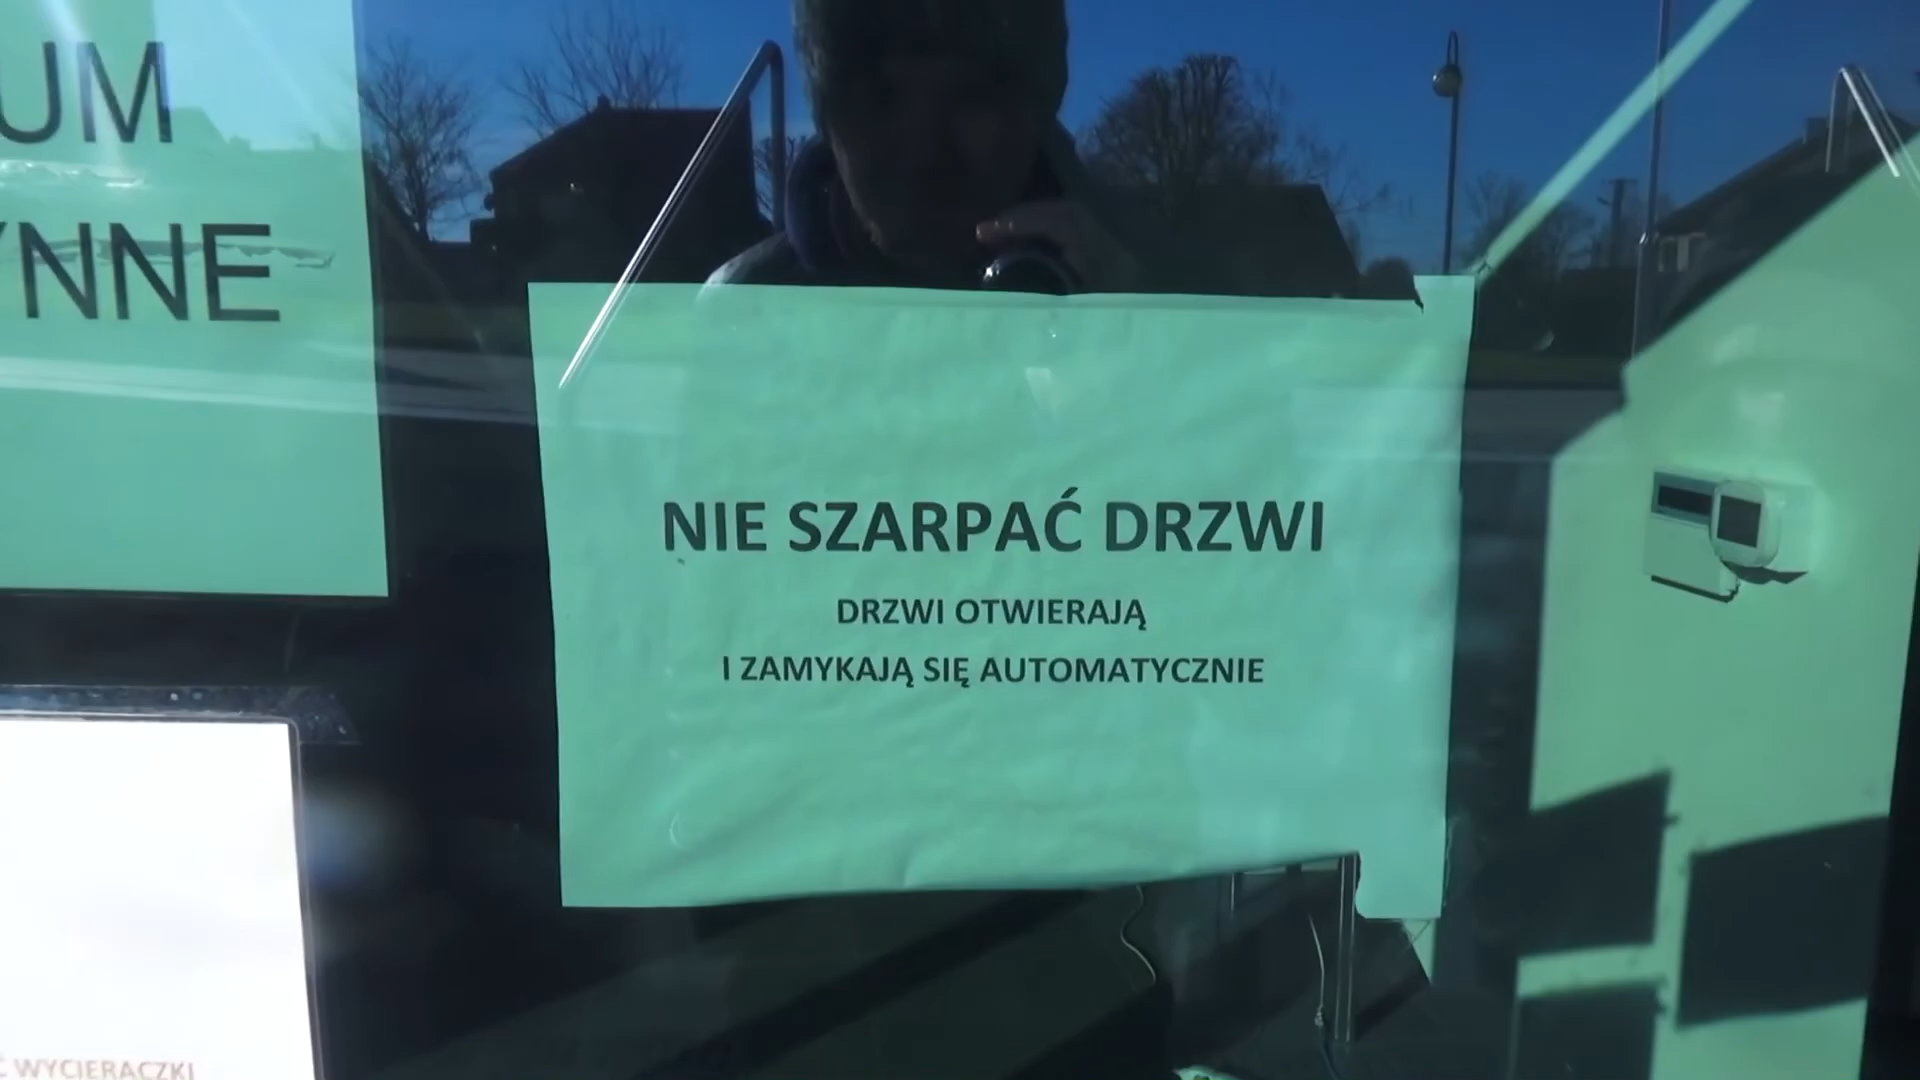 UM
YNNE
NIE SZARPAĆ DRZWI
DRZWI OTWIERAJĄ
I ZAMYKAJĄ SIĘ AUTOMATYCZNIE
WYCIERACZKI